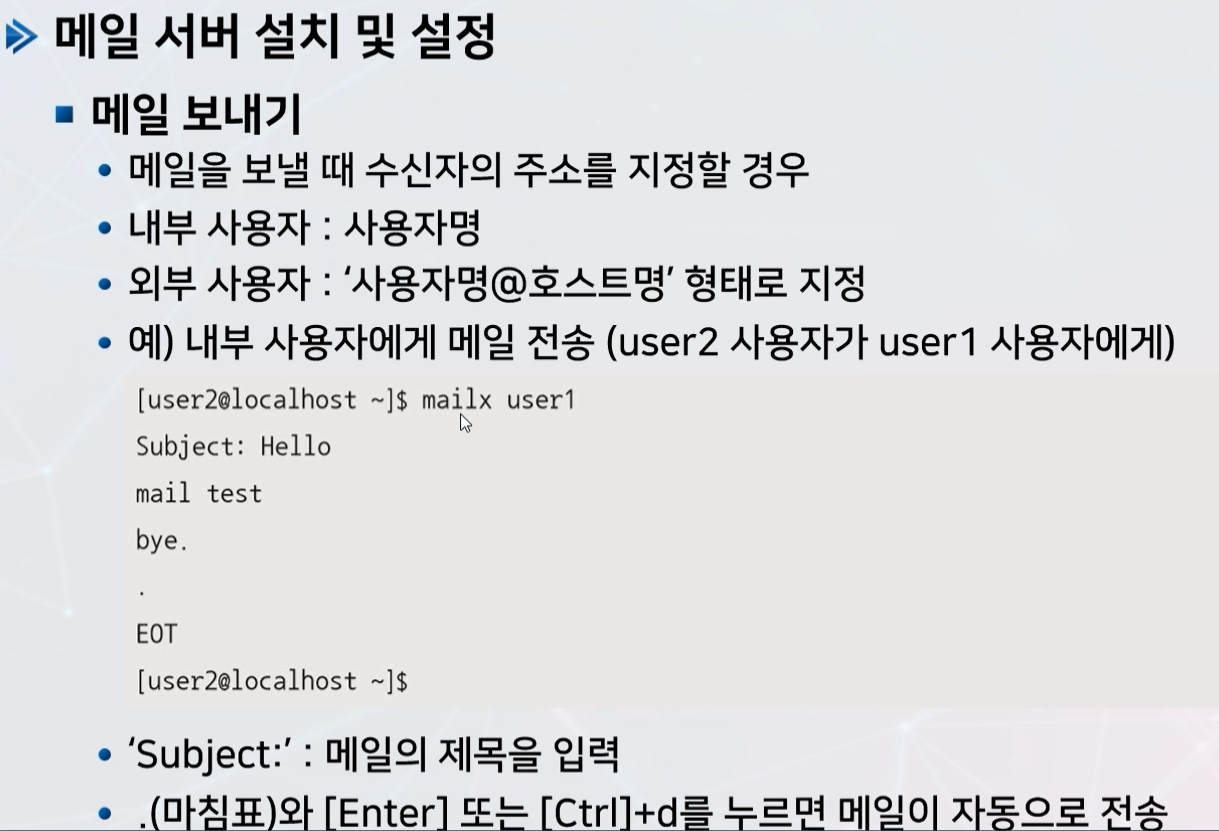 메일 서버 설치 및 설정
메일 보내기
메일을 보낼 때 수신자의 주소를 지정할 경우
내부 사용자 : 사용자명
외부 사용자 : ‘사용자명@호스트명’ 형태로 지정
예) 내부 사용자에게 메일 전송 (user2 사용자가 user1 사용자에게)
[user2@localhost ~]$ mailx user1
Subject: Hello
mail test
bye.
.
EOT
[user2@localhost ~]$
‘Subject:’ : 메일의 제목을 입력
.(마침표)와 [Enter] 또는 [Ctrl]+d를 누르면 메일이 자동으로 전송